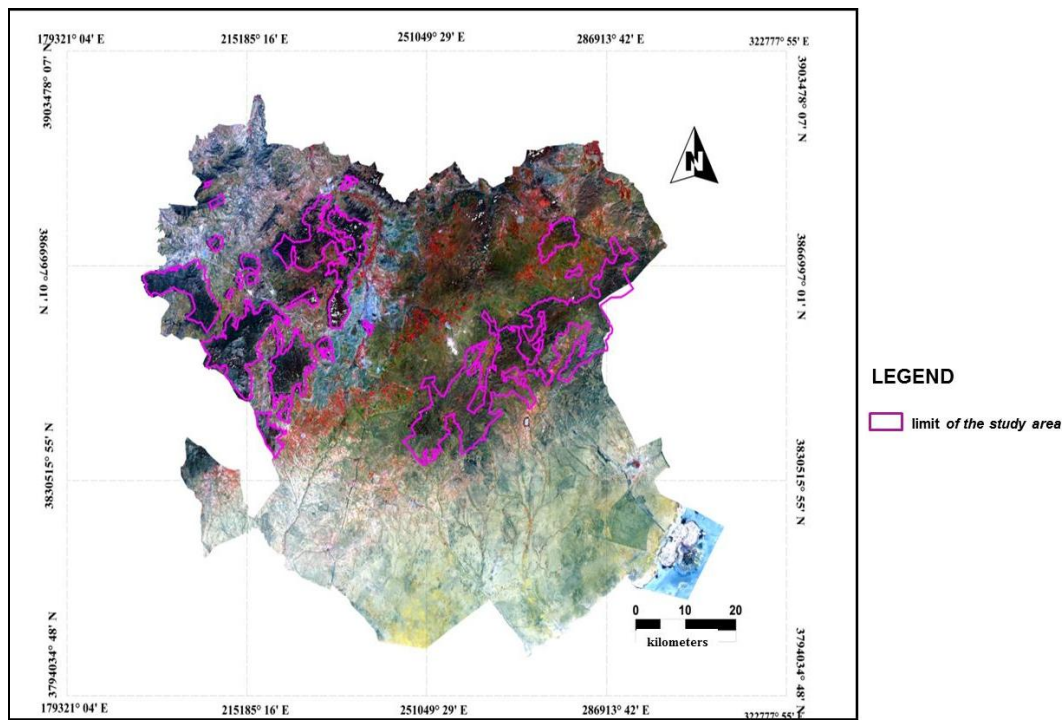 179321° 04' E
215185° 16' E
251049° 29' E
286913° 42' E
322777° 55' E
3903478° 07' N
3903478° 07' N
N
3866997° 01' N
LEGEND
limit of the study area
3830515° 55' N
3830515° 55' N
0 10 20
kilometers
3794034° 48' N
3794034° 48' N
179321° 04' E
215185° 16' E
251049° 29' E
286913° 42' E
322777° 55' E